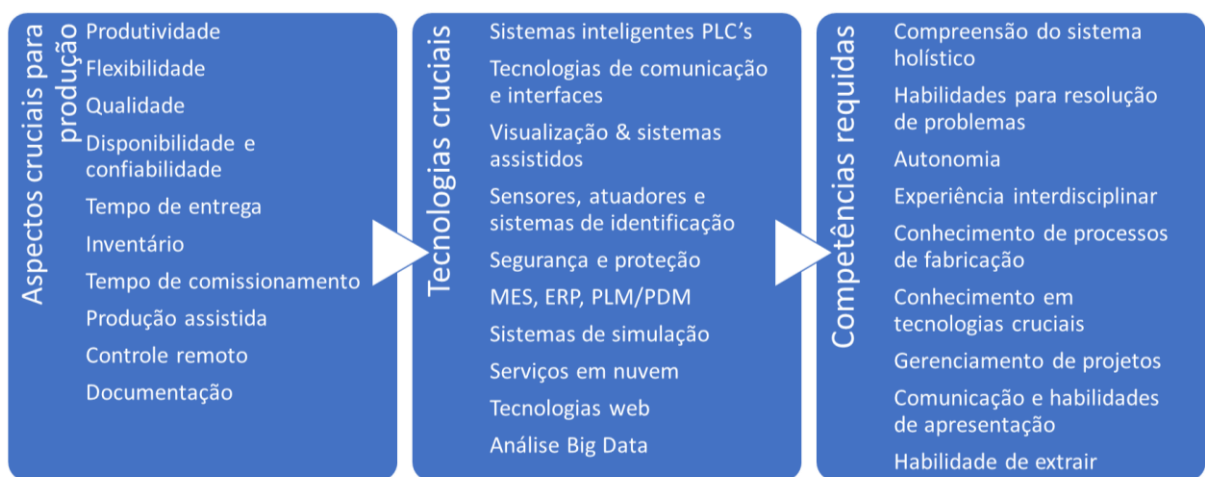 Aspectos cruciais para
produção
Produtividade
Flexibilidade
Qualidade
Disponibilidade e
confiabilidade
Tempo de entrega
Inventário
Tempo de comissionamento
Produção assistida
Controle remoto
Documentação
Tecnologias cruciais
Sistemas inteligentes PLC's
Tecnologias de comunicação
e interfaces
Visualização & sistemas
assistidos
Sensores, atuadores e
sistemas de identificação
Segurança e proteção
MES, ERP, PLM/PDM
Sistemas de simulação
Serviços em nuvem
Tecnologias web
Análise Big Data
Competências requidas
Compreensão do sistema
holístico
Habilidades para resolução
de problemas
Autonomia
Experiência interdisciplinar
Conhecimento de processos
de fabricação
Conhecimento em
tecnologias cruciais
Gerenciamento de projetos
Comunicação e habilidades
de apresentação
Habilidade de extrair